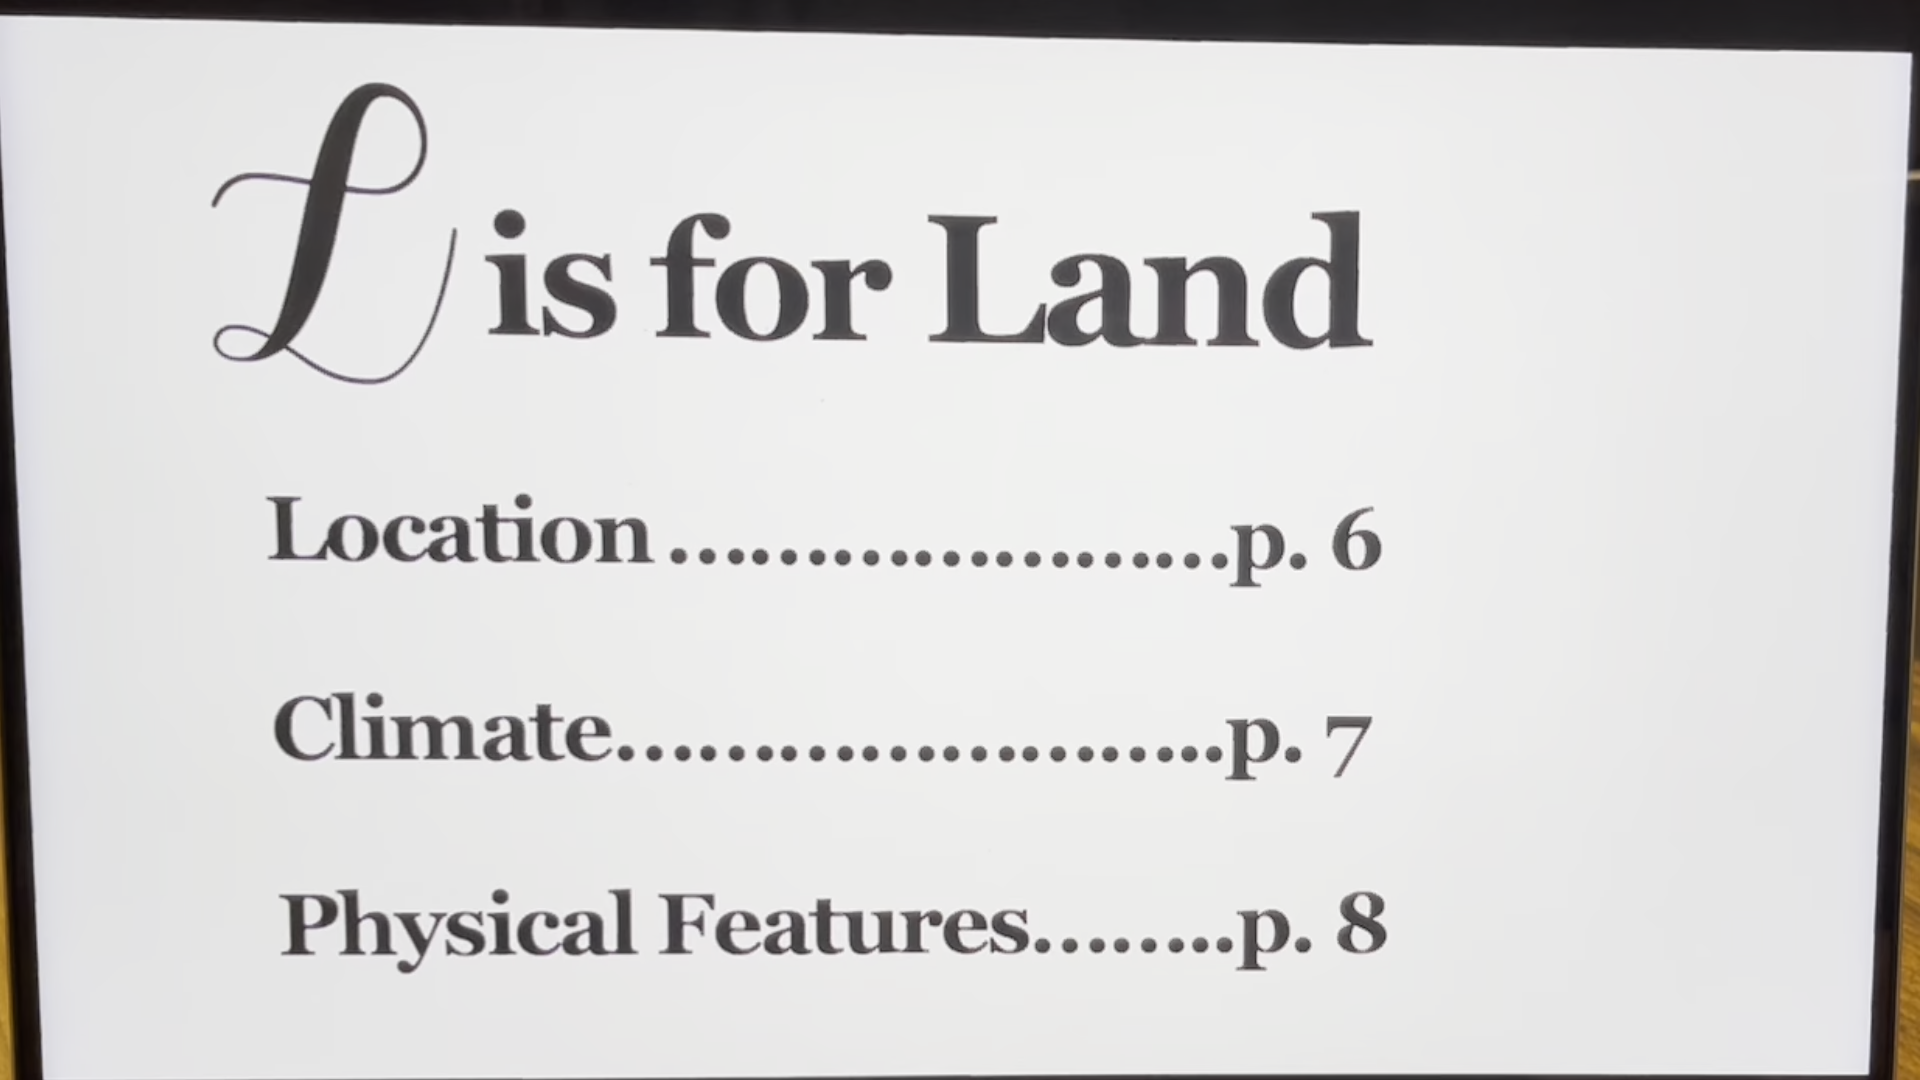 L is for Land
Location.....................p. 6
Climate.......................p. 7
Physical Features........p. 8